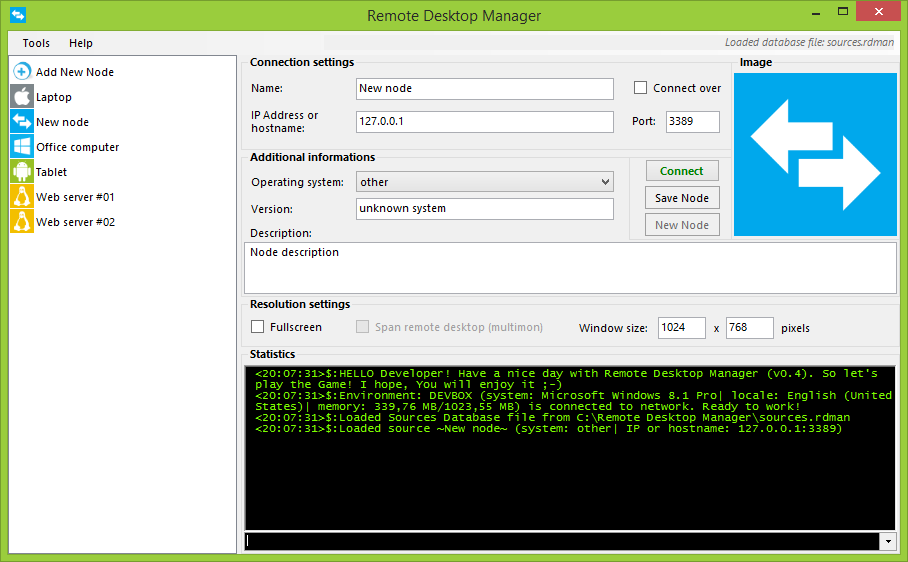 Remote Desktop Manager
Tools Help
Loaded database file: sources.rdman
Add New Node
Laptop
New node
Office computer
Tablet
Web server #01
Web server #02
Connection settings
Name: New node
Connect over
IP Address or
hostname: 127.0.0.1
Port: 3389
Additional informations
Operating system: other
Version: unknown system
Description:
Connect
Save Node
New Node
Image
Node description
Resolution settings
Fullscreen Span remote desktop (multimon) Window size: 1024 x 768 pixels
Statistics
<20:07:31>$:HELLO Developer! Have a nice day with Remote Desktop Manager (v0.4). So let's
play the Game! I hope, You will enjoy it ;-)
<20:07:31>$:Environment: DEVBOX (system: Microsoft Windows 8.1 Pro| locale: English (United
States)| memory: 339,76 MB/1023,55 MB) is connected to network. Ready to work!
<20:07:31>$:Loaded Sources Database file from C:\Remote Desktop Manager\sources.rdman
<20:07:31>$:Loaded source ~New node~ (system: other| IP or hostname: 127.0.0.1:3389)